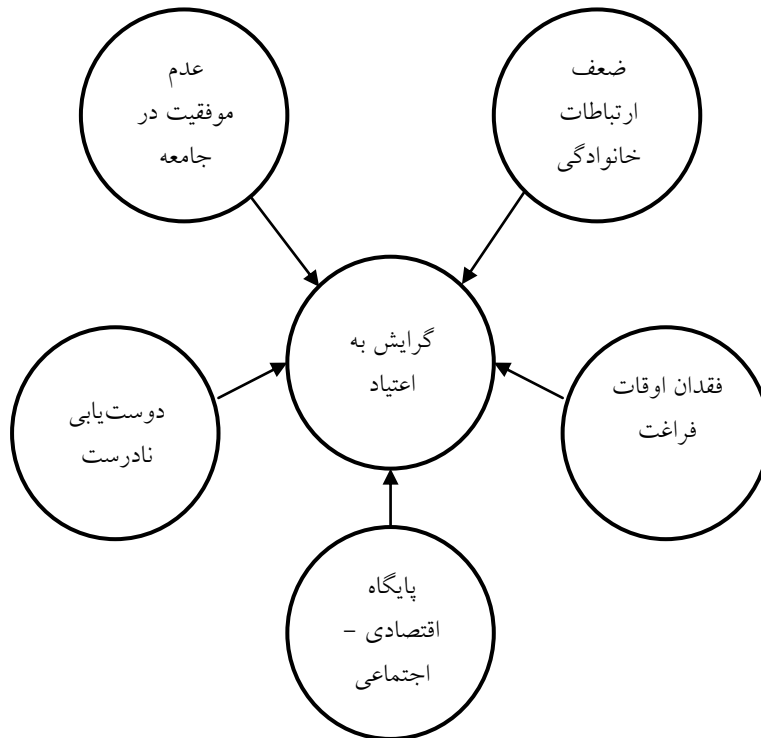 ضعف
ارتباطات
خانوادگی
عدم
موفقیت در
جامعه
گرایش به
اعتیاد
فقدان اوقات
فراغت
دوست‌یابی
نادرست
پایگاه
اقتصادی –
اجتماعی